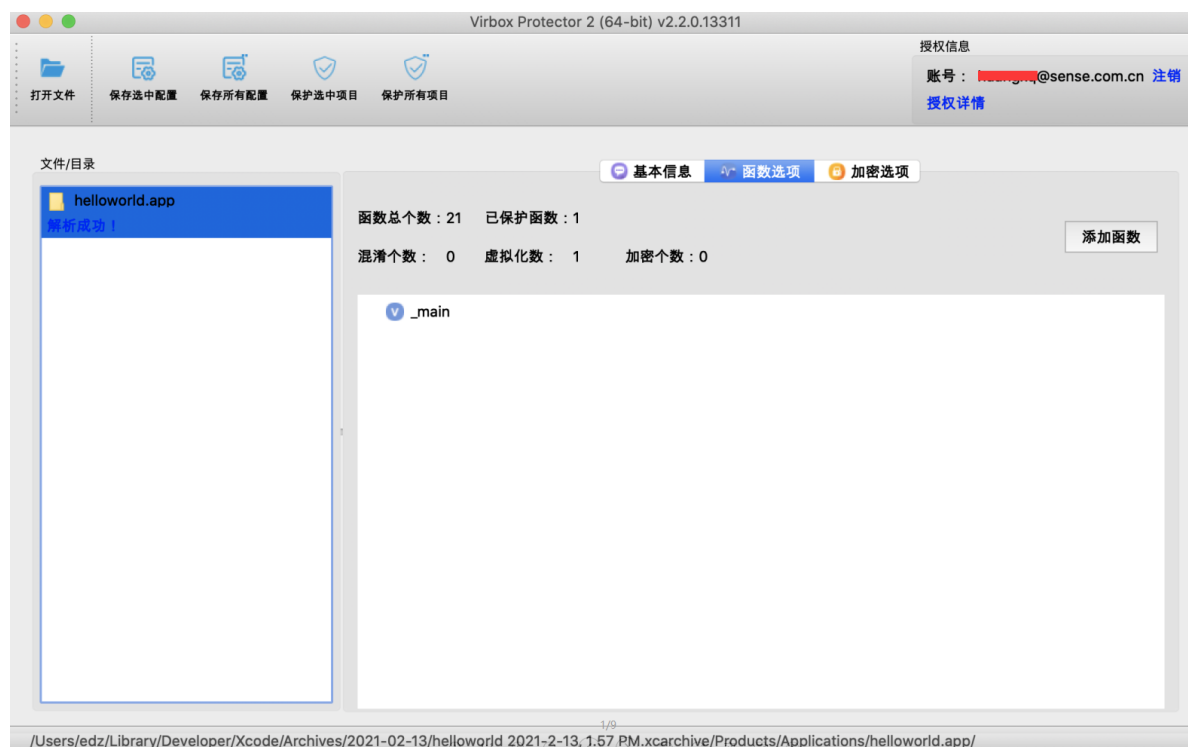 Virbox Protector 2 (64-bit) v2.2.0.13311
打开文件
保存选中配置
保存所有配置
保护选中项目
保护所有项目
授权信息
账号： @sense.com.cn 注销
授权详情
文件/目录
helloworld.app
解析成功！
基本信息
函数选项
加密选项
函数总个数：21 已保护函数：1
混淆个数： 0 虚拟化数： 1 加密个数：0
添加函数
V _main
1/9
/Users/edz/Library/Developer/Xcode/Archives/2021-02-13/helloworld 2021-2-13, 1:57 PM.xcarchive/Products/Applications/helloworld.app/